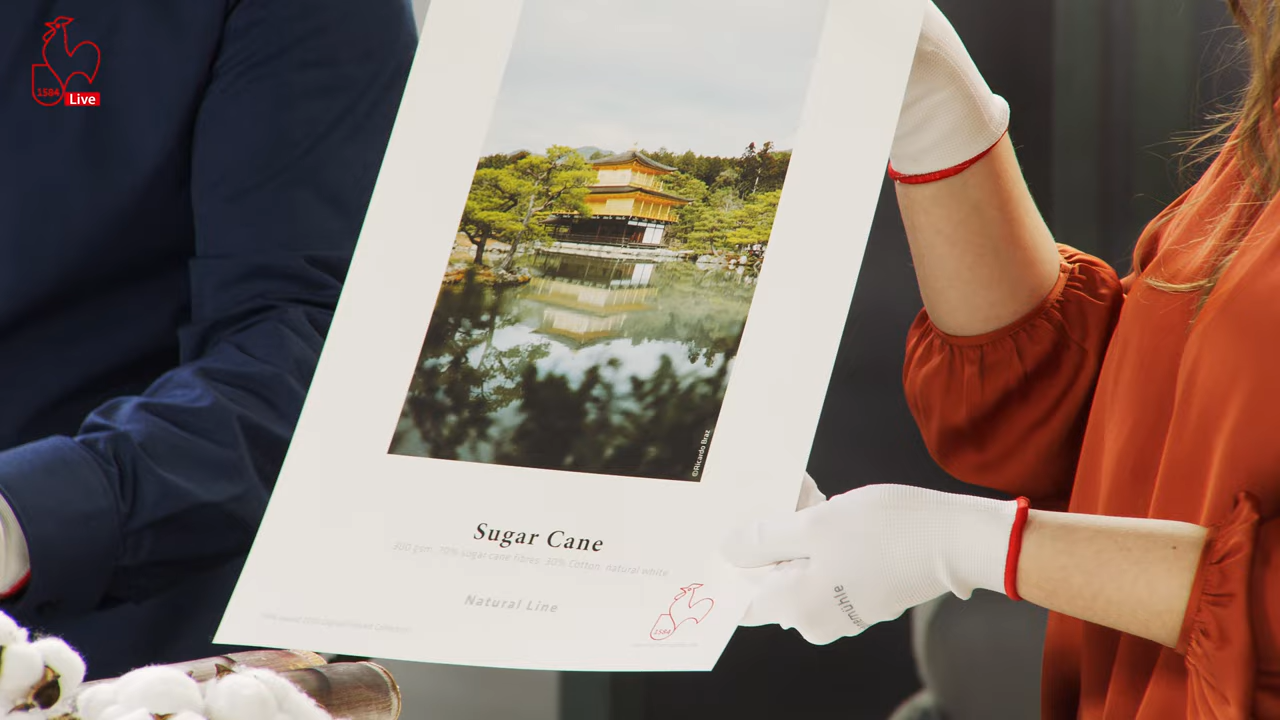 1584
Live
©Ricardo Braz
Sugar Cane
300 gsm, 70% sugar cane fibres, 30% Cotton, natural white
Natural Line
1584